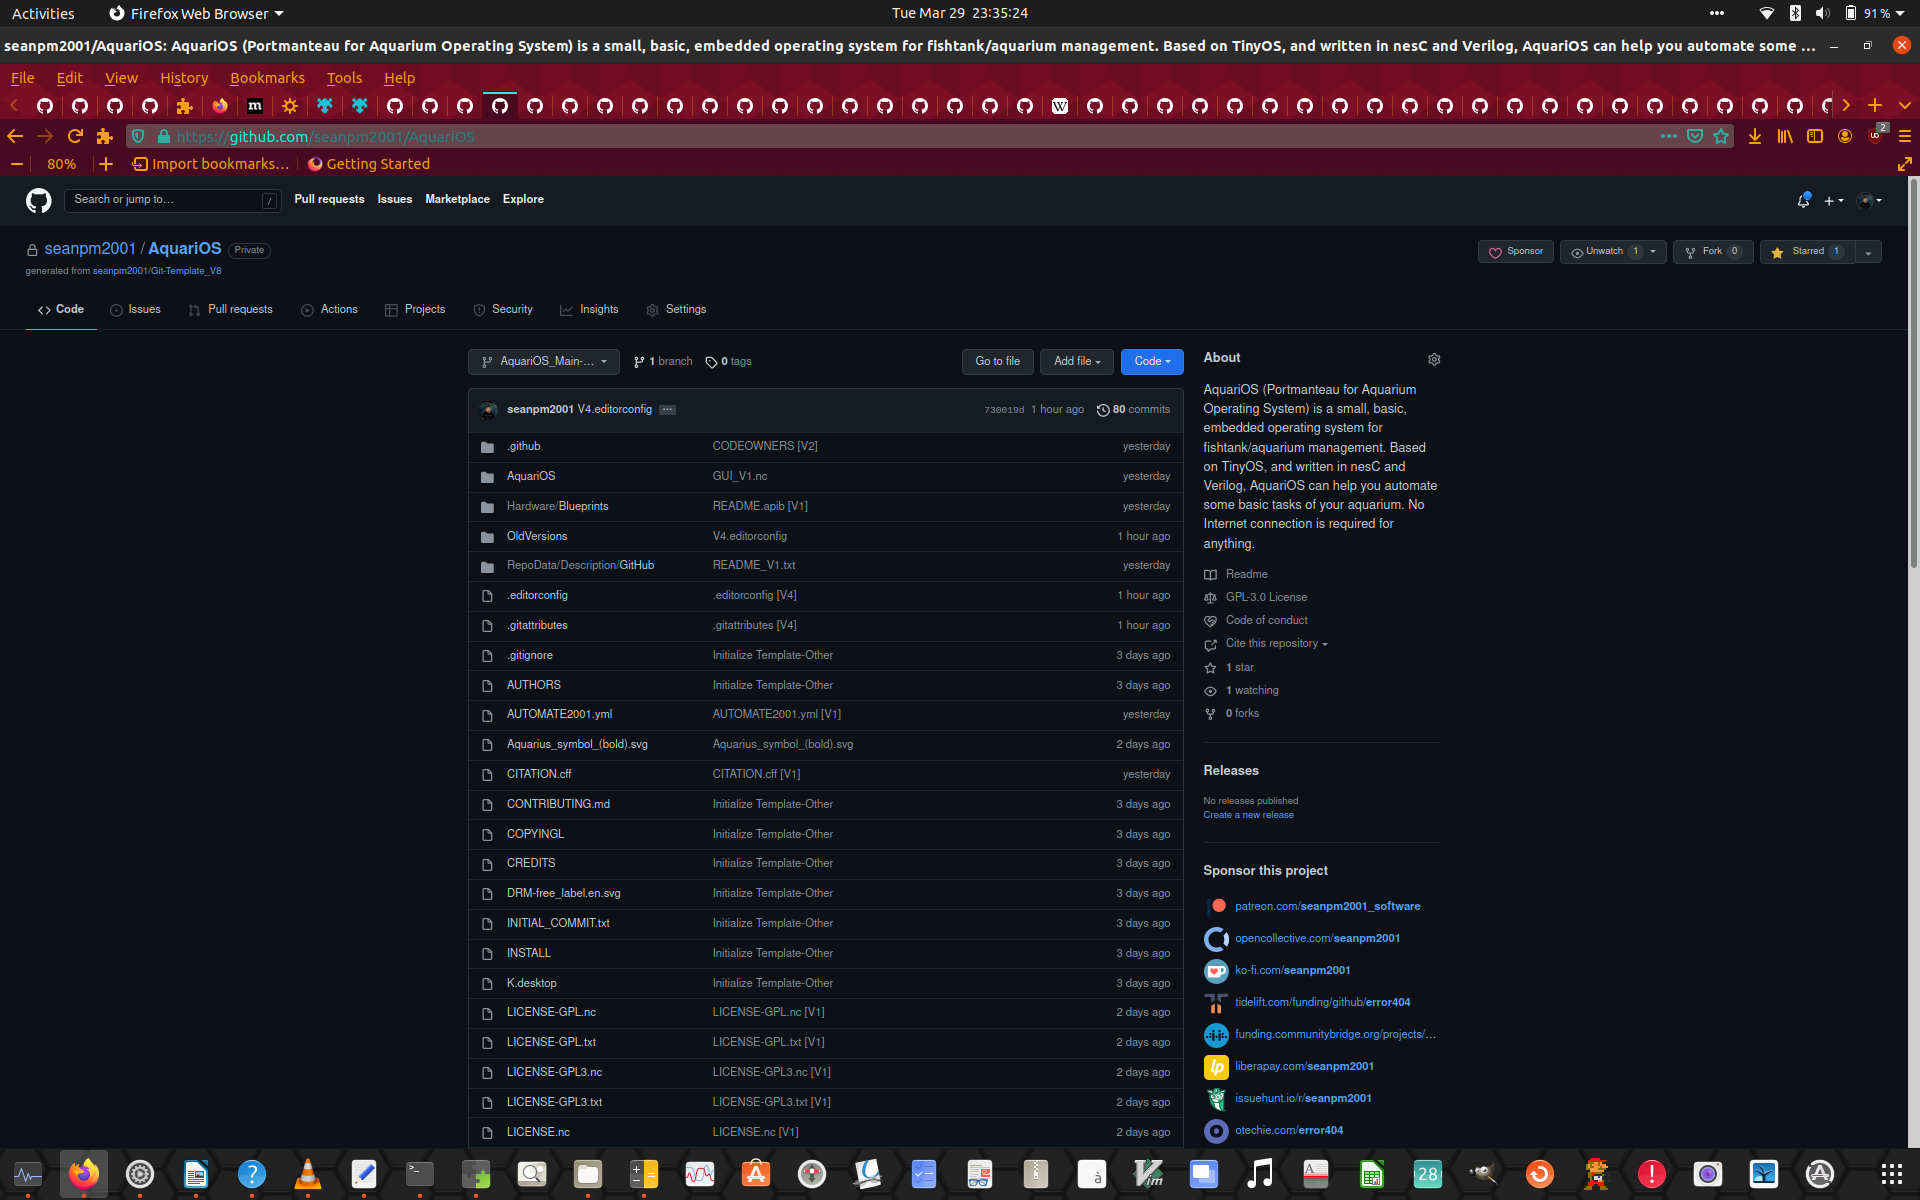 Activities
Firefox Web Browser
Tue Mar 29 23:35:24
91 %
seanpm2001/AquariOS: AquariOS (Portmanteau for Aquarium Operating System) is a small, basic, embedded operating system for fishtank/aquarium management. Based on TinyOS, and written in nesC and Verilog, AquariOS can help you automate some ...
File Edit View History Bookmarks Tools Help
https://github.com/seanpm2001/AquariOS
2
80%
Import bookmarks...
Getting Started
Search or jump to...
/
Pull requests Issues Marketplace Explore
seanpm2001 / AquariOS Private
Sponsor
Unwatch 1
Fork 0
Starred 1
generated from seanpm2001/Git-Template_V8
Code Issues Pull requests Actions Projects Security Insights Settings
AquariOS_Main-...
1 branch
0 tags
Go to file
Add file
Code
seanpm2001 V4.editorconfig ...
730019d 1 hour ago
80 commits
.github CODEOWNERS [V2] yesterday
AquariOS GUI_V1.nc yesterday
Hardware/Blueprints README.apib [V1] yesterday
OldVersions V4.editorconfig 1 hour ago
RepoData/Description/GitHub README_V1.txt yesterday
.editorconfig .editorconfig [V4] 1 hour ago
.gitattributes .gitattributes [V4] 1 hour ago
.gitignore Initialize Template-Other 3 days ago
AUTHORS Initialize Template-Other 3 days ago
AUTOMATE2001.yml AUTOMATE2001.yml [V1] yesterday
Aquarius_symbol_(bold).svg Aquarius_symbol_(bold).svg 2 days ago
CITATION.cff CITATION.cff [V1] yesterday
CONTRIBUTING.md Initialize Template-Other 3 days ago
COPYINGL Initialize Template-Other 3 days ago
CREDITS Initialize Template-Other 3 days ago
DRM-free_label.en.svg Initialize Template-Other 3 days ago
INITIAL_COMMIT.txt Initialize Template-Other 3 days ago
INSTALL Initialize Template-Other 3 days ago
K.desktop Initialize Template-Other 3 days ago
LICENSE-GPL.nc LICENSE-GPL.nc [V1] 2 days ago
LICENSE-GPL.txt LICENSE-GPL.txt [V1] 2 days ago
LICENSE-GPL3.nc LICENSE-GPL3.nc [V1] 2 days ago
LICENSE-GPL3.txt LICENSE-GPL3.txt [V1] 2 days ago
LICENSE.nc LICENSE.nc [V1] 2 days ago
About
AquariOS (Portmanteau for Aquarium
Operating System) is a small, basic,
embedded operating system for
fishtank/aquarium management. Based
on TinyOS, and written in nesC and
Verilog, AquariOS can help you automate
some basic tasks of your aquarium. No
Internet connection is required for
anything.
Readme
GPL-3.0 License
Code of conduct
Cite this repository
1 star
1 watching
0 forks
Releases
No releases published
Create a new release
Sponsor this project
patreon.com/seanpm2001_software
opencollective.com/seanpm2001
ko-fi.com/seanpm2001
tidelift.com/funding/github/error404
funding.communitybridge.org/projects/...
liberapay.com/seanpm2001
issuehunt.io/r/seanpm2001
otechie.com/error404
28